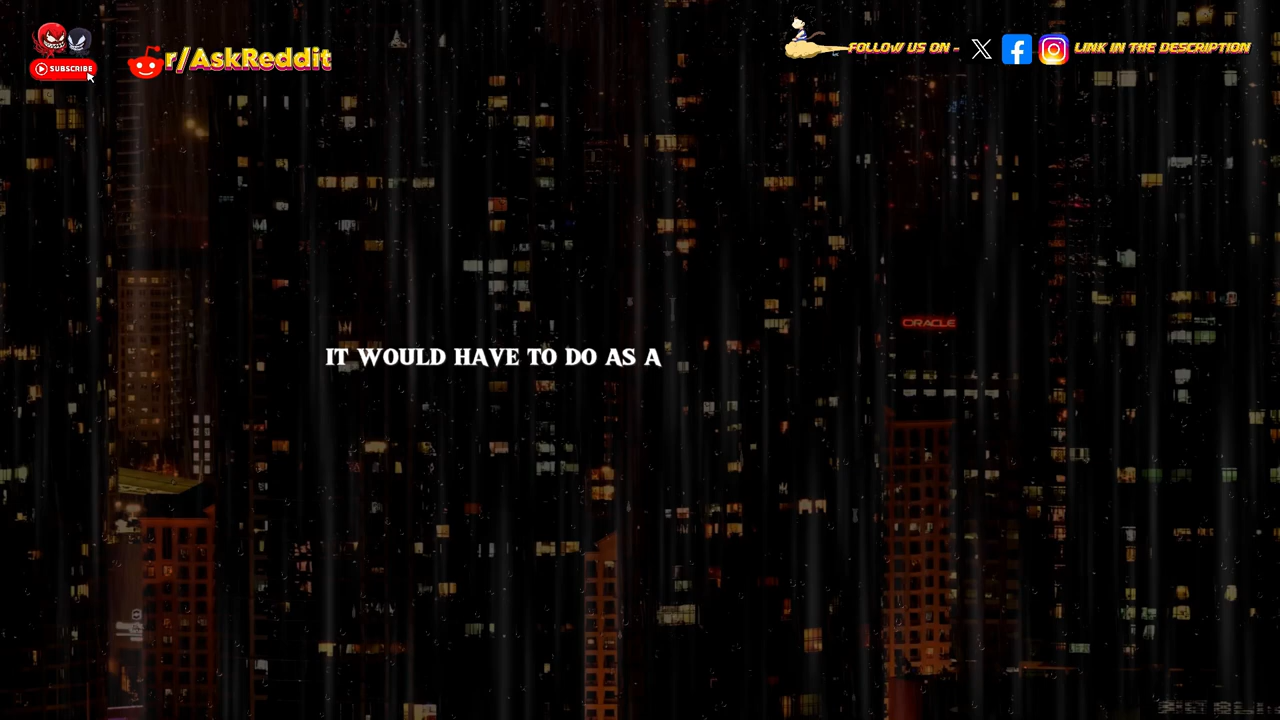 SUBSCRIBE
r/AskReddit
FOLLOW US ON -
LINK IN THE DESCRIPTION
ORACLE
IT WOULD HAVE TO DO AS A